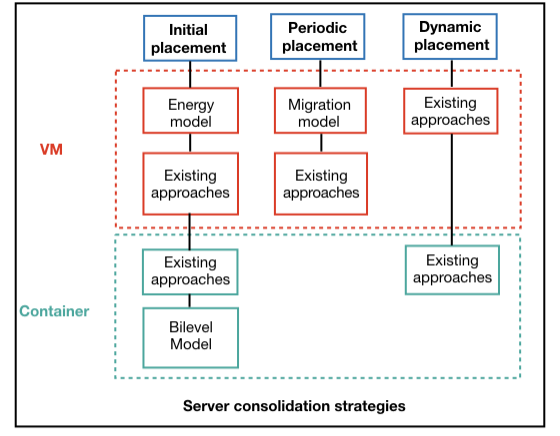 Initial
placement
Periodic
placement
Dynamic
placement
VM
Energy
model
Migration
model
Existing
approaches
Existing
approaches
Existing
approaches
Container
Existing
approaches
Existing
approaches
Bilevel
Model
Server consolidation strategies